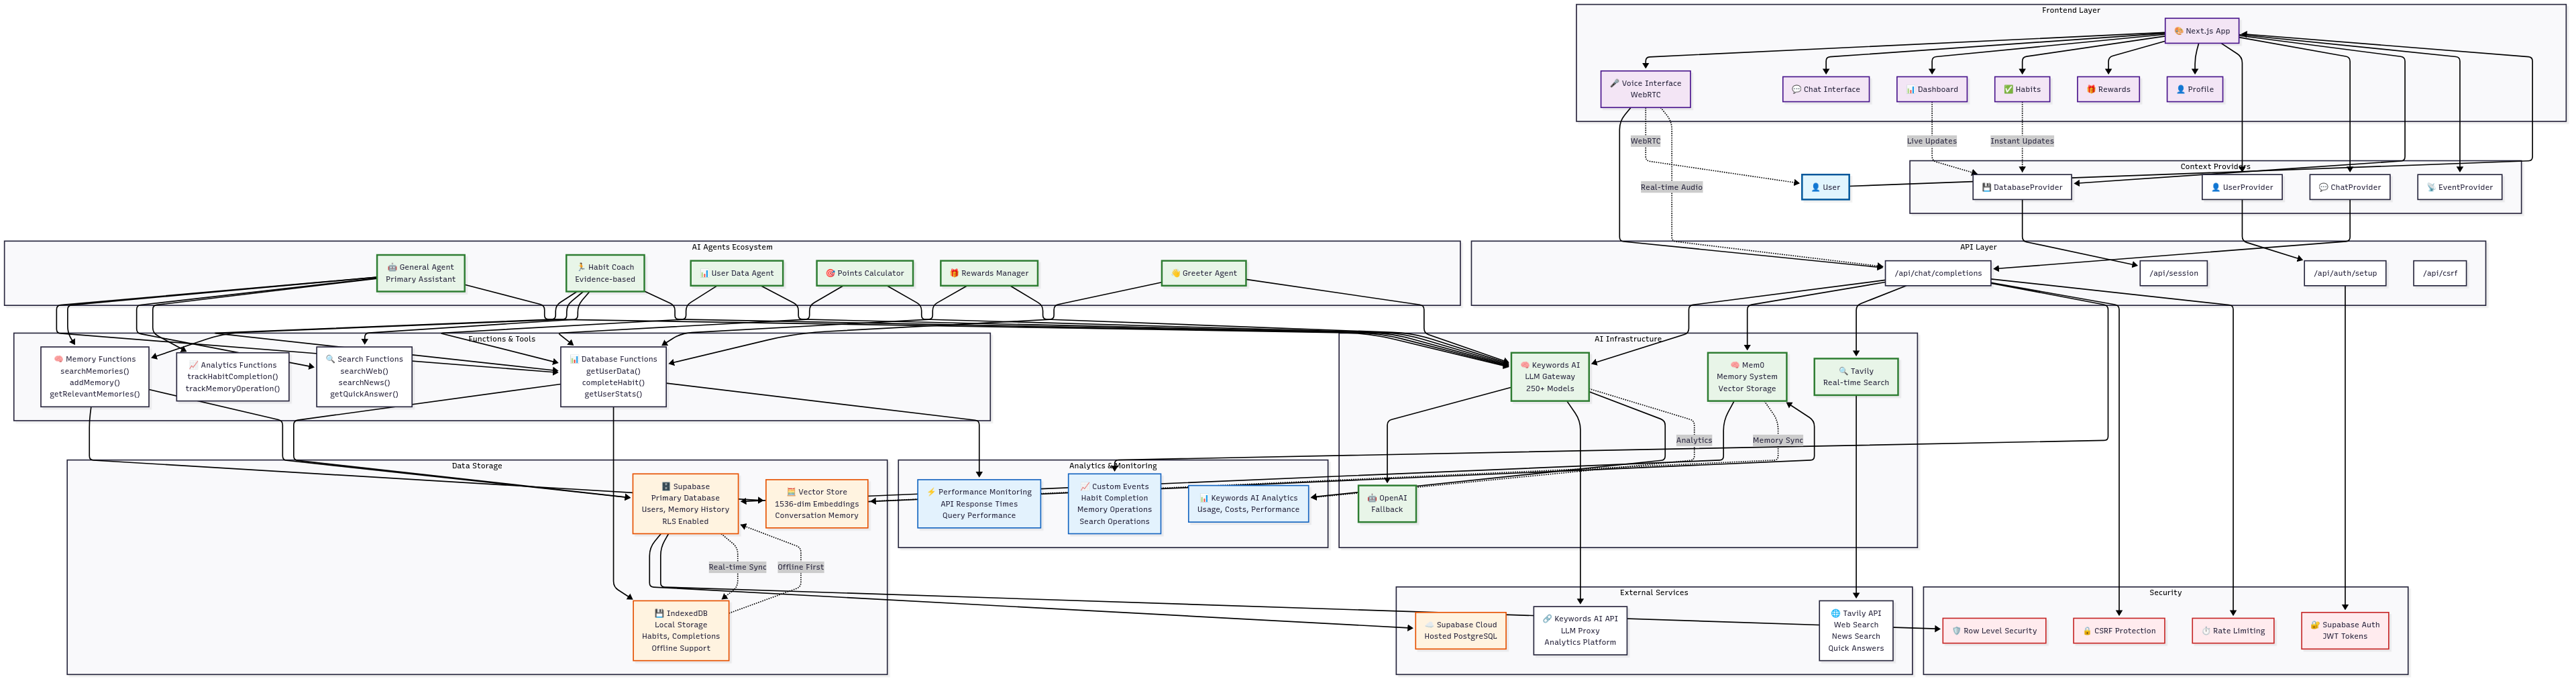 Frontend Layer
🎨 Next.js App
🎤 Voice Interface
WebRTC
💬 Chat Interface
📊 Dashboard
✅ Habits
🎁 Rewards
👤 Profile
WebRTC
Live Updates
Instant Updates
Real-time Audio
👤 User
Context Providers
💾 DatabaseProvider
👤 UserProvider
💬 ChatProvider
📡 EventProvider
AI Agents Ecosystem
🤖 General Agent
Primary Assistant
🏃 Habit Coach
Evidence-based
📊 User Data Agent
🎯 Points Calculator
🎁 Rewards Manager
👋 Greeter Agent
API Layer
/api/chat/completions
/api/session
/api/auth/setup
/api/csrf
Functions & Tools
🧠 Memory Functions
searchMemories()
addMemory()
getRelevantMemories()
📈 Analytics Functions
trackHabitCompletion()
trackMemoryOperation()
🔍 Search Functions
searchWeb()
searchNews()
getQuickAnswer()
📊 Database Functions
getUserData()
completeHabit()
getUserStats()
AI Infrastructure
🧠 Keywords AI
LLM Gateway
250+ Models
🧠 Mem0
Memory System
Vector Storage
🔍 Tavily
Real-time Search
Analytics
Memory Sync
🤖 OpenAI
Fallback
Data Storage
🗄️ Supabase
Primary Database
Users, Memory History
RLS Enabled
🧮 Vector Store
1536-dim Embeddings
Conversation Memory
Real-time Sync
Offline First
💾 IndexedDB
Local Storage
Habits, Completions
Offline Support
Analytics & Monitoring
⚡ Performance Monitoring
API Response Times
Query Performance
📈 Custom Events
Habit Completion
Memory Operations
Search Operations
📊 Keywords AI Analytics
Usage, Costs, Performance
External Services
☁️ Supabase Cloud
Hosted PostgreSQL
🔗 Keywords AI API
LLM Proxy
Analytics Platform
🌐 Tavily API
Web Search
News Search
Quick Answers
Security
🛡️ Row Level Security
🔒 CSRF Protection
⏱️ Rate Limiting
🔐 Supabase Auth
JWT Tokens